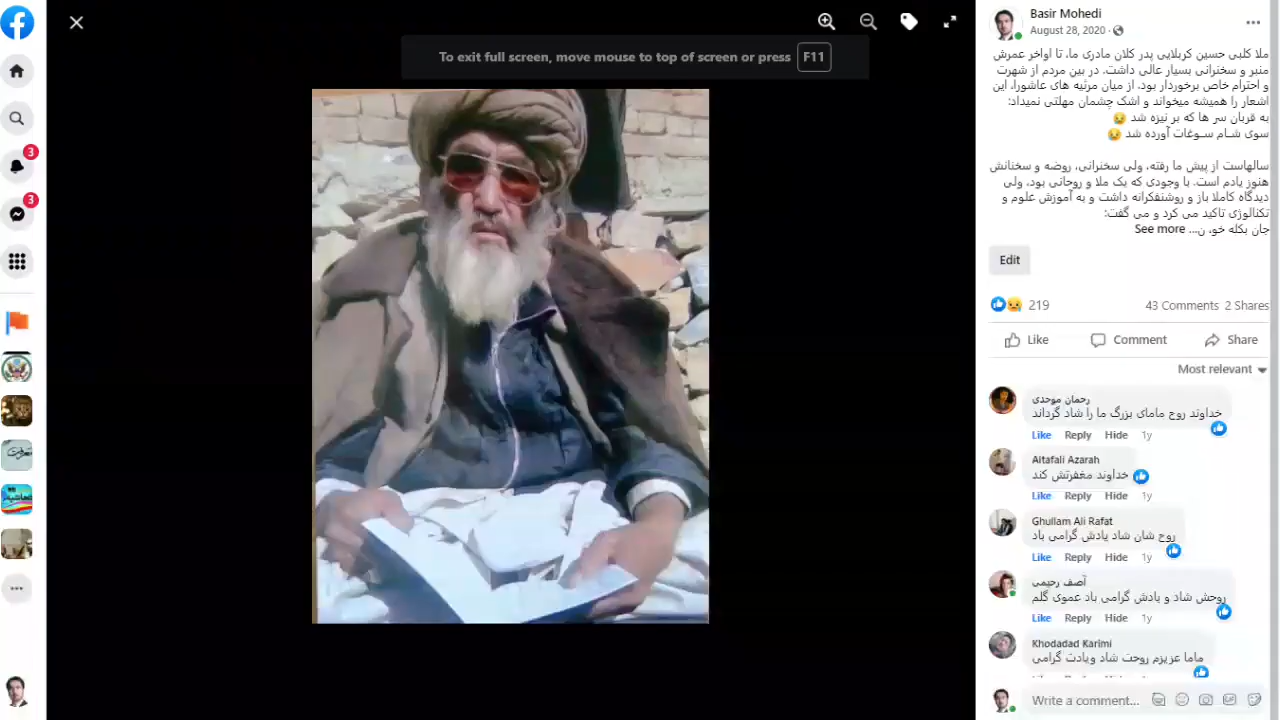 To exit full screen, move mouse to top of screen or press F11
Basir Mohedi
August 28, 2020
ملا کلبی حسین کربلایی پدر کلان مادری ما، تا اواخر عمرش
منبر و سخنرانی بسیار عالی داشت. در بین مردم از شهرت
و احترام خاص برخوردار بود. از میان مرثیه های عاشورا، این
اشعار را همیشه میخواند و اشک چشمان مهلتی نمیداد:
به قربان سر ها که بر نیزه شد 😢
سوی شـام سـوغات آورده شد 😢
سالهاست از پیش ما رفته، ولی سخنرانی، روضه و سخنانش
هنوز یادم است. با وجودی که یک ملا و روحانی بود، ولی
دیدگاه کاملا باز و روشنفکرانه داشت و به آموزش علوم و
تکنالوژی تاکید می کرد و می گفت:
جان بکله خو، ن... See more
Edit
219
43 Comments 2 Shares
Like Comment Share
Most relevant
رحمان موحدی
خداوند روح مامای بزرگ ما را شاد گرداند
Like Reply Hide 1y
Altafali Azarah
خداوند مغفرتش کند
Like Reply Hide 1y
Ghullam Ali Rafat
روح شان شاد یادش گرامی باد
Like Reply Hide 1y
آصف رحیمی
روحش شاد و یادش گرامی باد عموی گلم
Like Reply Hide 1y
Khodadad Karimi
ماما عزیزم روحت شاد ویادت گرامی
Write a comment...
3
3